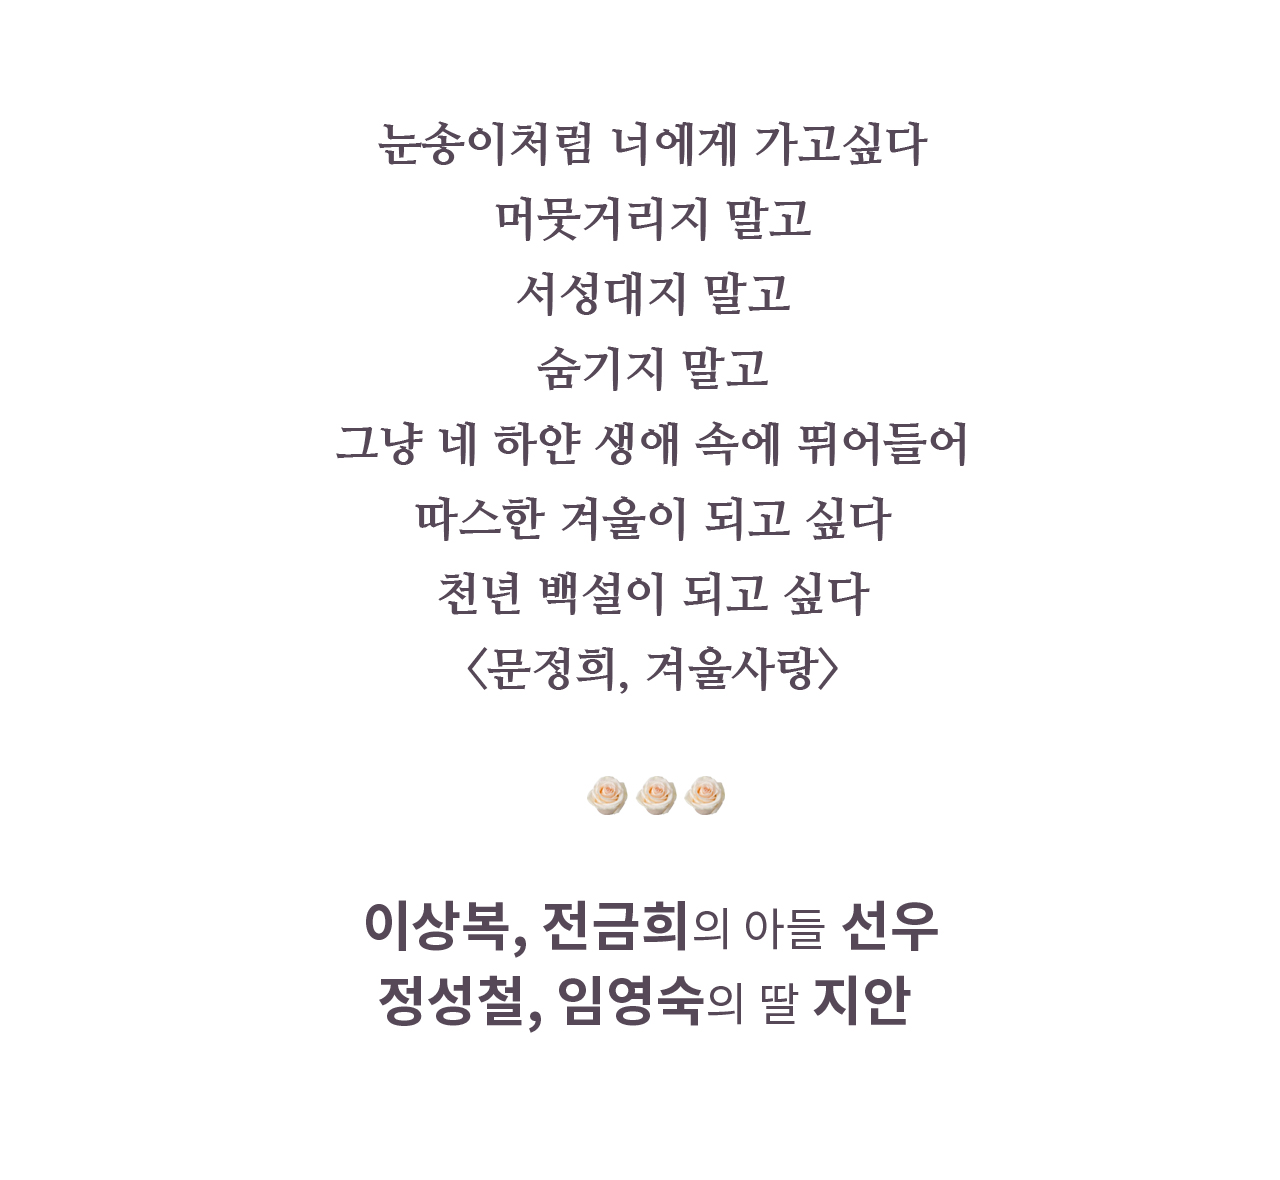 눈송이처럼 너에게 가고싶다
머뭇거리지 말고
서성대지 말고
숨기지 말고
그냥 네 하얀 생애 속에 뛰어들어
따스한 겨울이 되고 싶다
천년 백설이 되고 싶다
〈문정희, 겨울사랑〉
이상복, 전금희의 아들 선우
정성철, 임영숙의 딸 지안